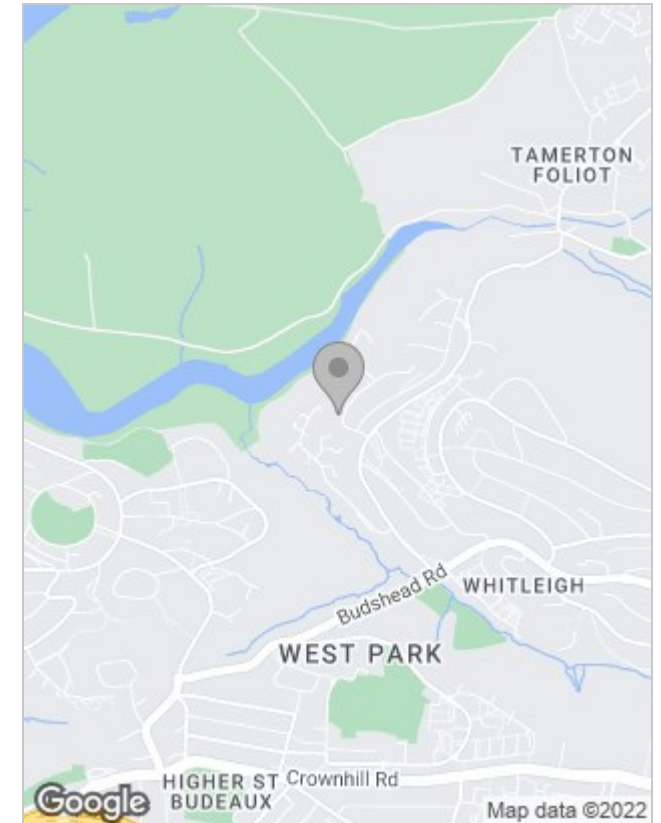 TAMERTON
FOLIOT
Budshead Rd
WHITLEIGH
WEST PARK
HIGHER ST
BUDEAUX
Crownhill Rd
Google
Map data ©2022